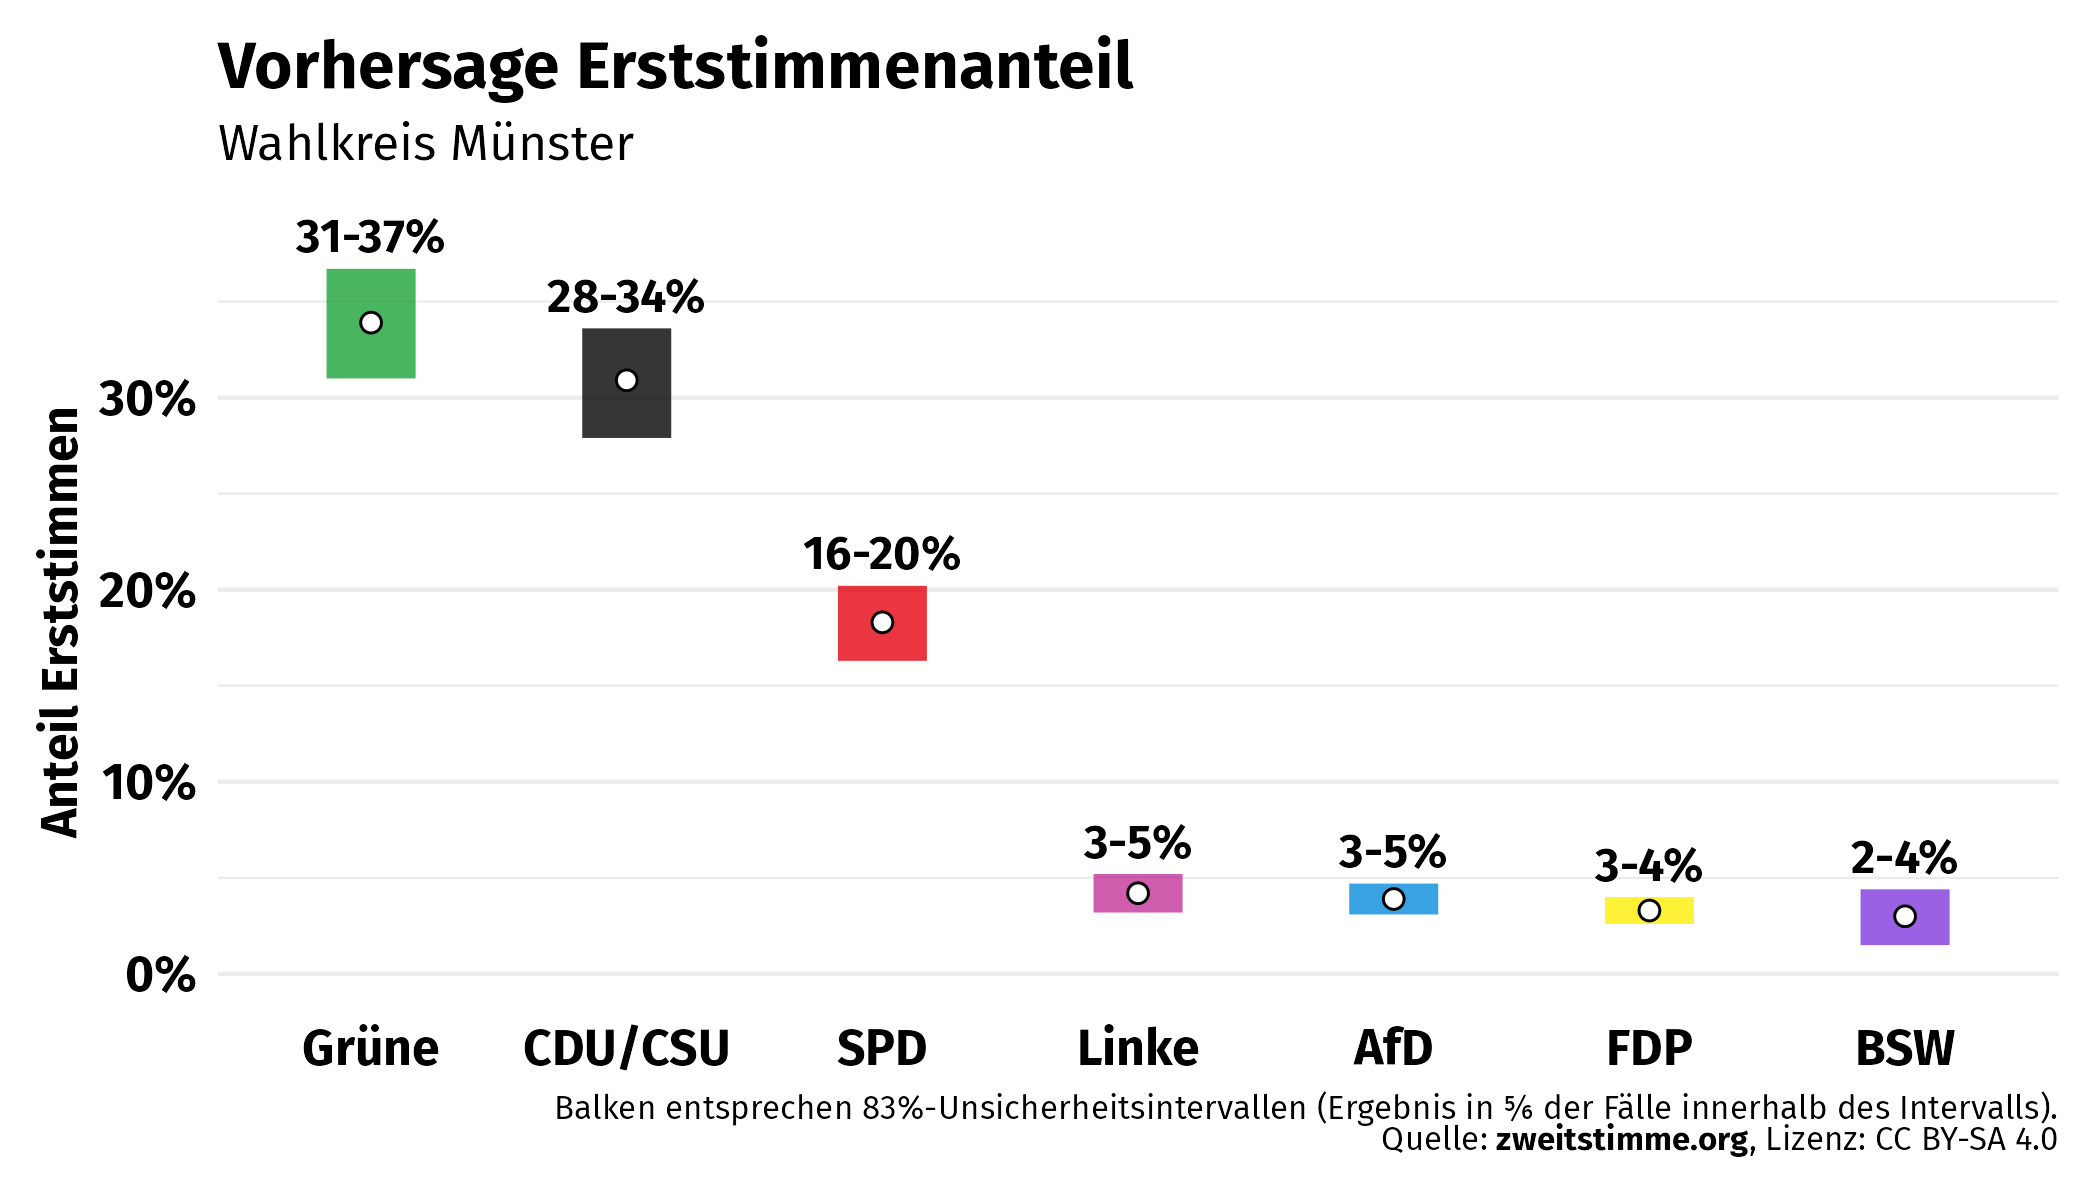 Vorhersage Erststimmenanteil
Wahlkreis Münster
Anteil Erststimmen
30%
20%
10%
0%
31-37%
28-34%
16-20%
3-5%
3-5%
3-4%
2-4%
Grüne
CDU/CSU
SPD
Linke
AfD
FDP
BSW
Balken entsprechen 83%-Unsicherheitsintervallen (Ergebnis in ⅚ der Fälle innerhalb des Intervalls).
Quelle: zweitstimme.org, Lizenz: CC BY-SA 4.0